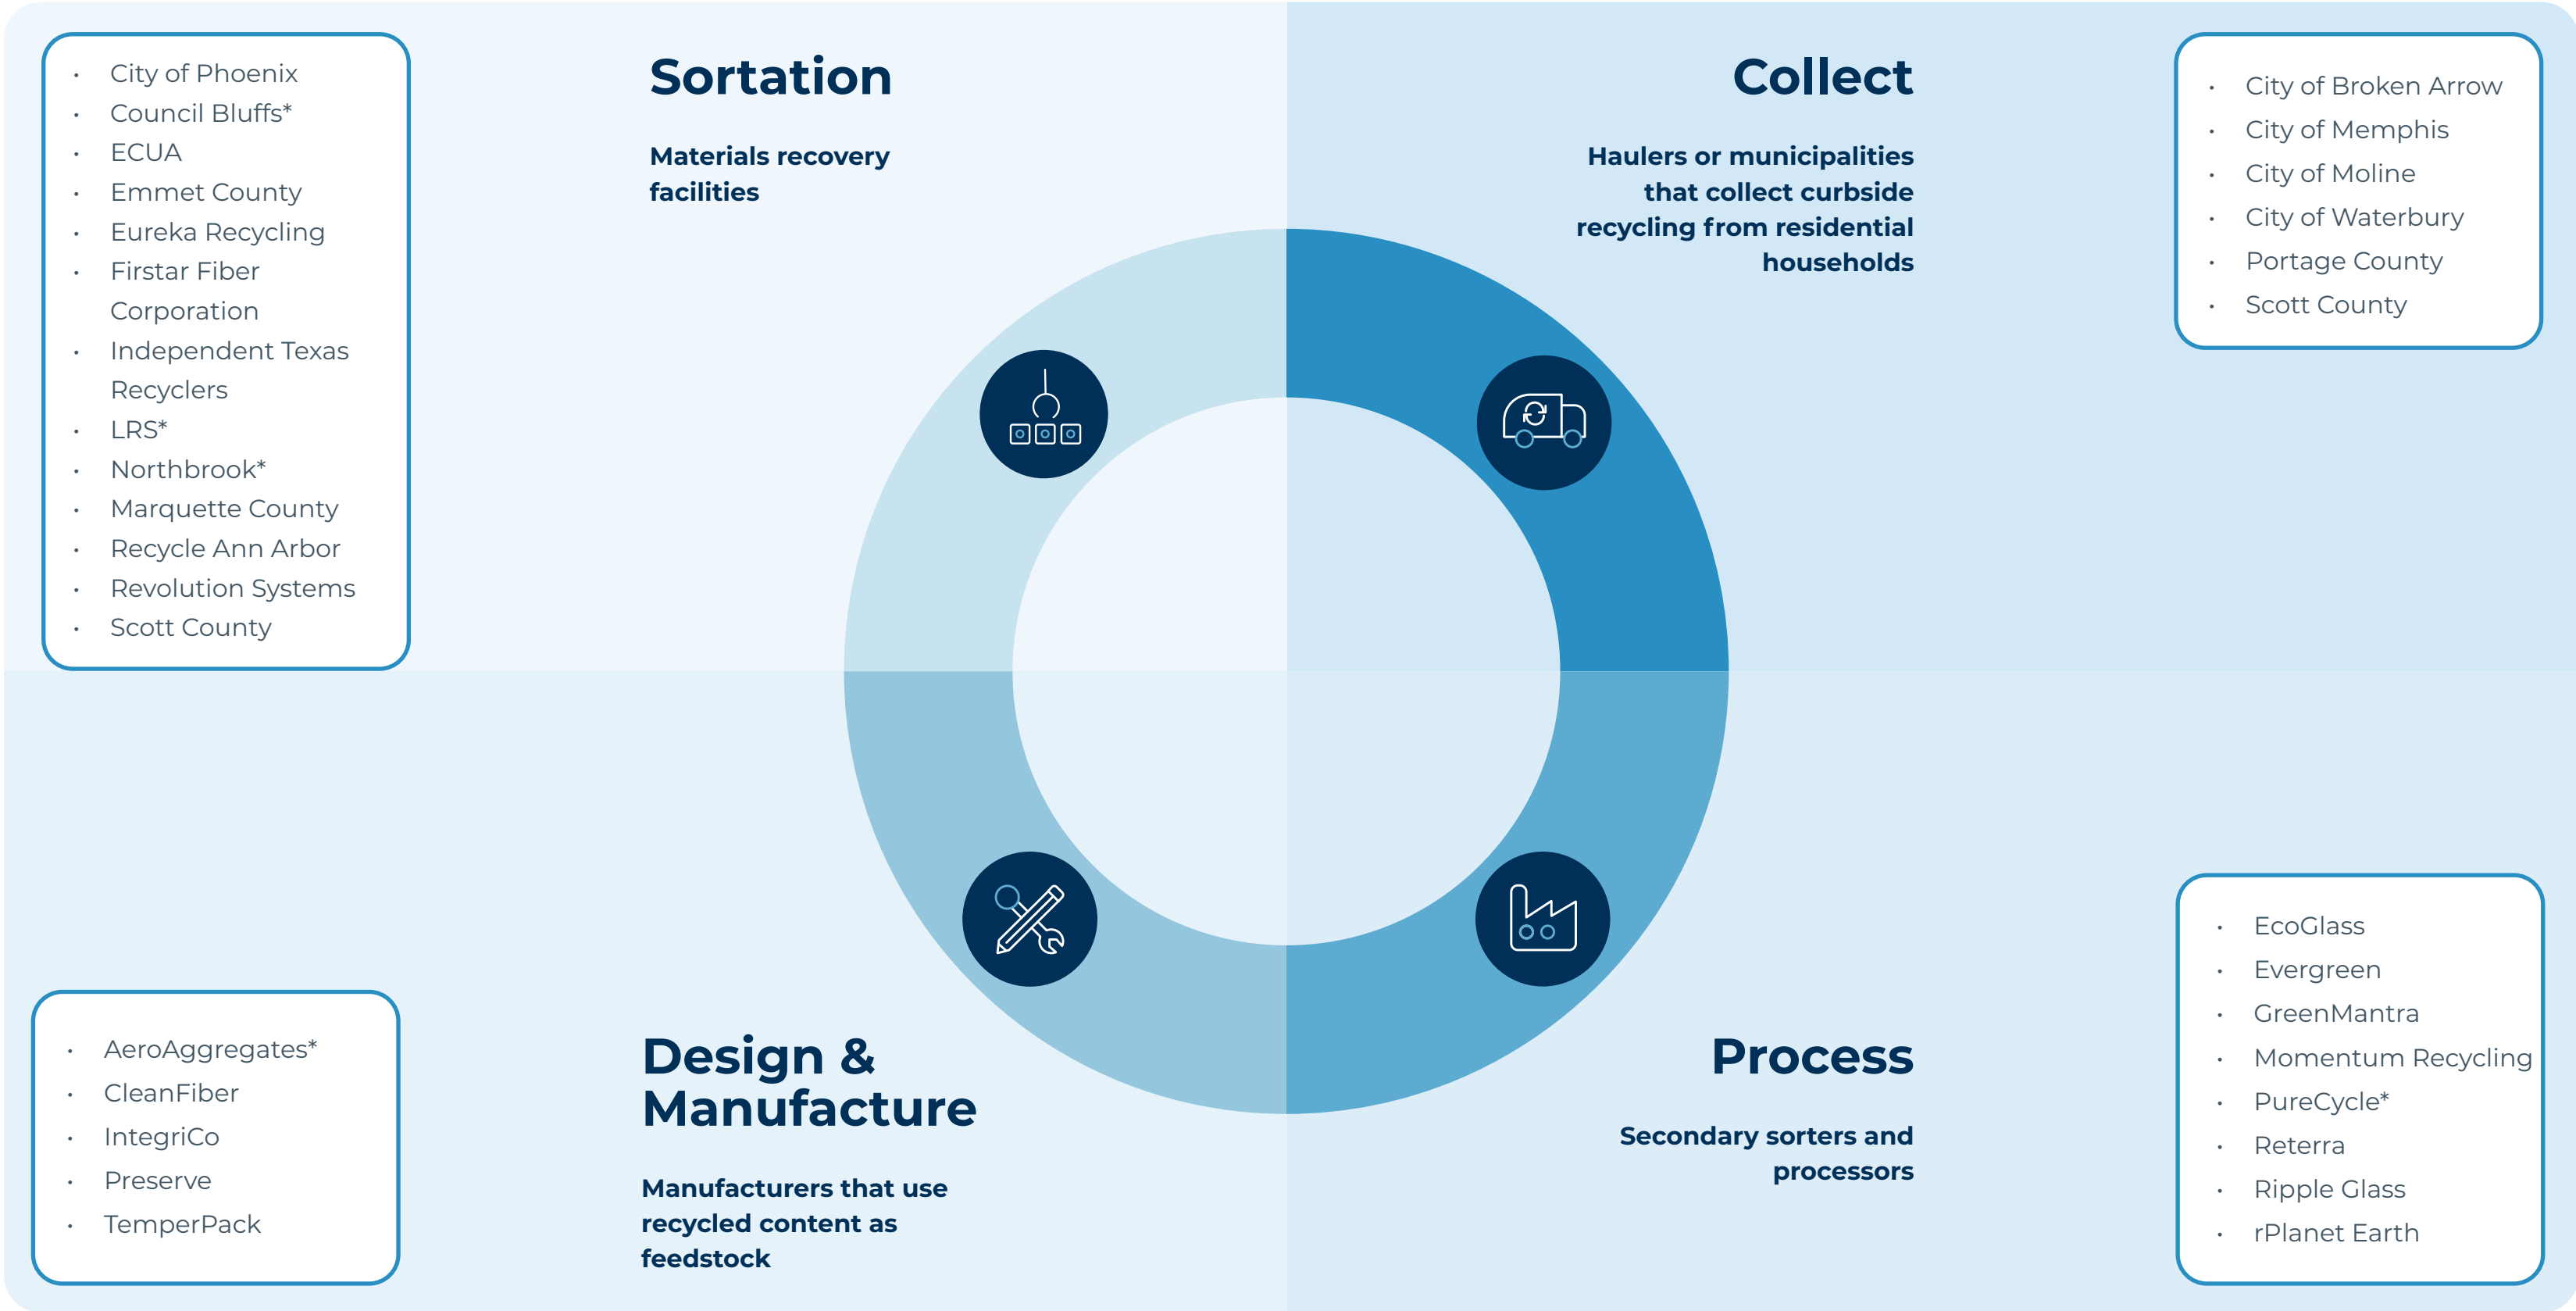 • City of Phoenix
• Council Bluffs*
• ECUA
• Emmet County
• Eureka Recycling
• Firstar Fiber
Corporation
• Independent Texas
Recyclers
• LRS*
• Northbrook*
• Marquette County
• Recycle Ann Arbor
• Revolution Systems
• Scott County
Sortation
Materials recovery
facilities
Collect
Haulers or municipalities
that collect curbside
recycling from residential
households
• City of Broken Arrow
• City of Memphis
• City of Moline
• City of Waterbury
• Portage County
• Scott County
• AeroAggregates*
• CleanFiber
• IntegriCo
• Preserve
• TemperPack
Design &
Manufacture
Manufacturers that use
recycled content as
feedstock
Process
Secondary sorters and
processors
• EcoGlass
• Evergreen
• GreenMantra
• Momentum Recycling
• PureCycle*
• Reterra
• Ripple Glass
• rPlanet Earth